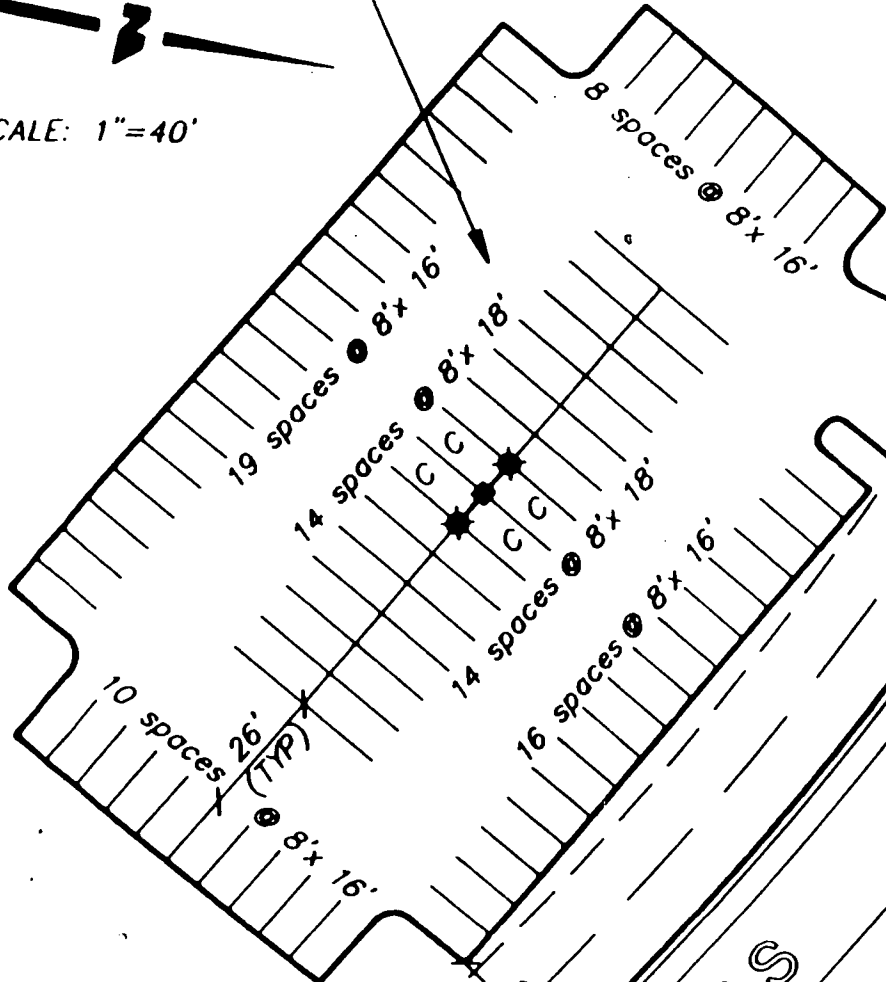 CALE: 1"=40'
8 spaces @ 8'x 16'
19 spaces @ 8'x 16'
14 spaces @ 8'x 18'
C C
C C
14 spaces @ 8'x 18'
16 spaces @ 8'x 16'
10 spaces @ 8'x 16'
26'
(TYP)
S